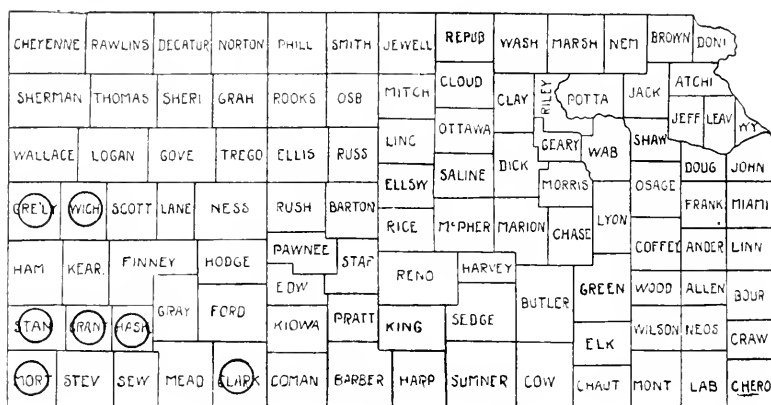 CHEYENNE RAWLINS DECATUR NORTON PHILL SMITH JEWELL REPUB WASH MARSH NEM BROWN DONI
SHERMAN THOMAS SHERI GRAH ROOKS OSB MITCH CLOUD CLAY RILEY POTTA JACK ATCHI
JEFF LEAV WY
WALLACE LOGAN GOVE TREGO ELLIS RUSS LINC OTTAWA DICK GEARY WAB SHAW DOUG JOHN
GRE'LY WICH SCOTT LANE NESS RUSH BARTON ELLSW SALINE MORRIS LYON OSAGE FRANK MIAMI
RICE McPHER MARION CHASE COFFEY ANDER LINN
HAM KEAR. FINNEY HODGE PAWNEE STAF RENO HARVEY
EDW
STAN GRANT HASK GRAY FORD KIOWA PRATT KING SEDGE BUTLER GREEN WOOD ALLEN BOUR
ELK WILSON NEOS CRAW
MORT STEV SEW MEAD CLARK COMAN BARBER HARP SUMNER COW CHAUT MONT LAB CHERO